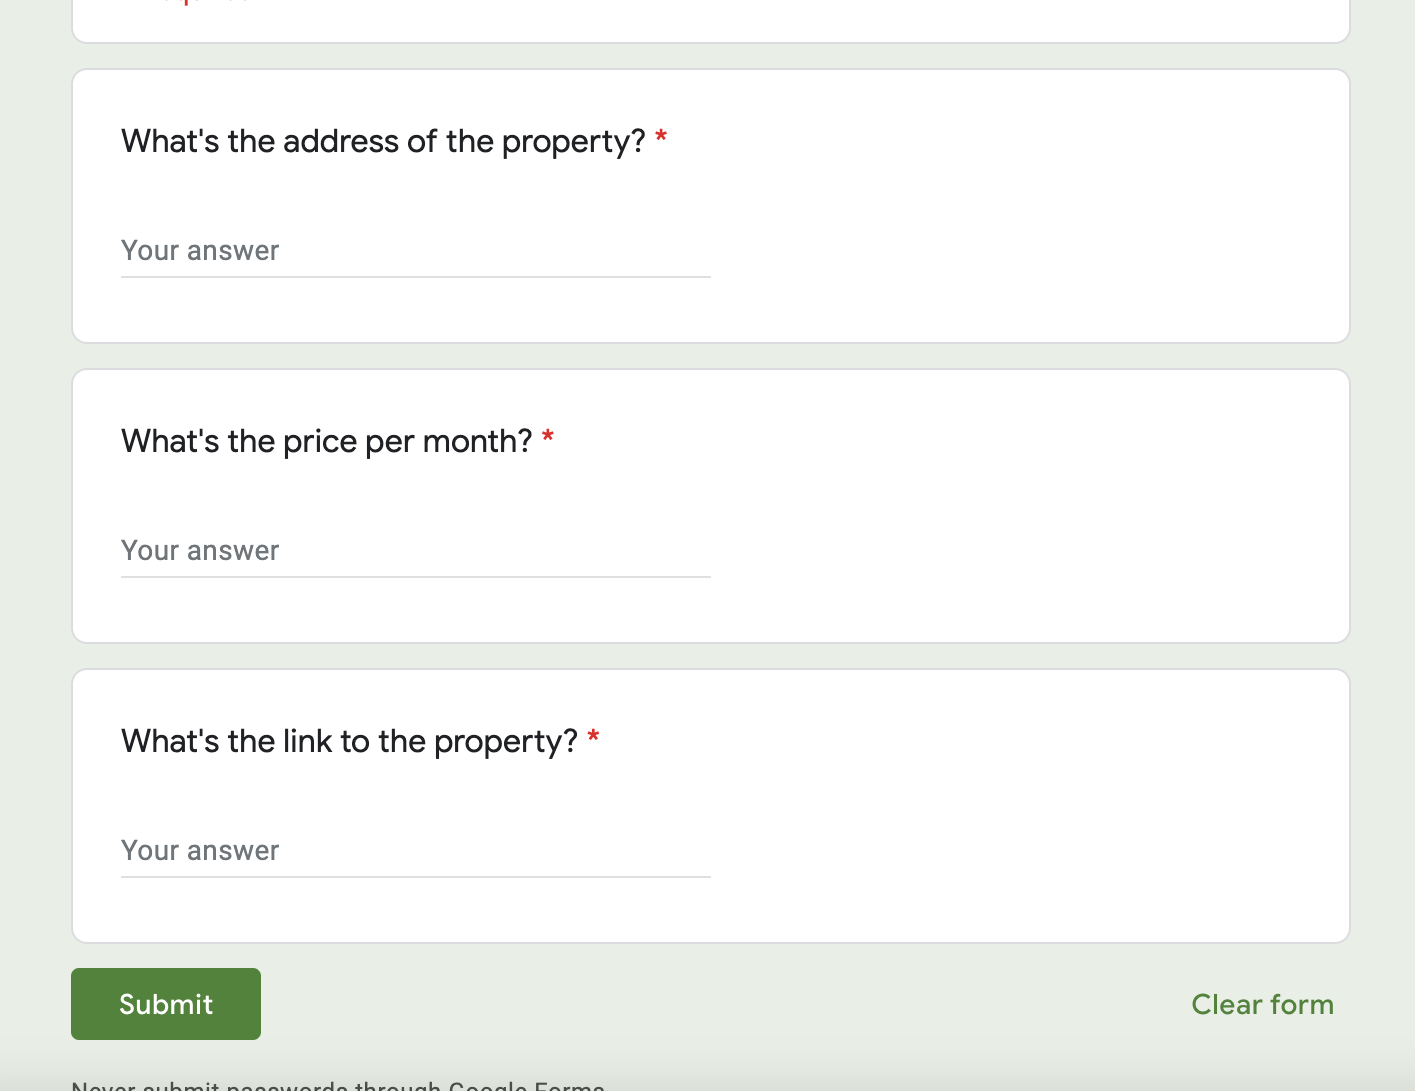 What's the address of the property? *
Your answer
What's the price per month? *
Your answer
What's the link to the property? *
Your answer
Submit
Clear form
Never submit passwords through Google Forms.